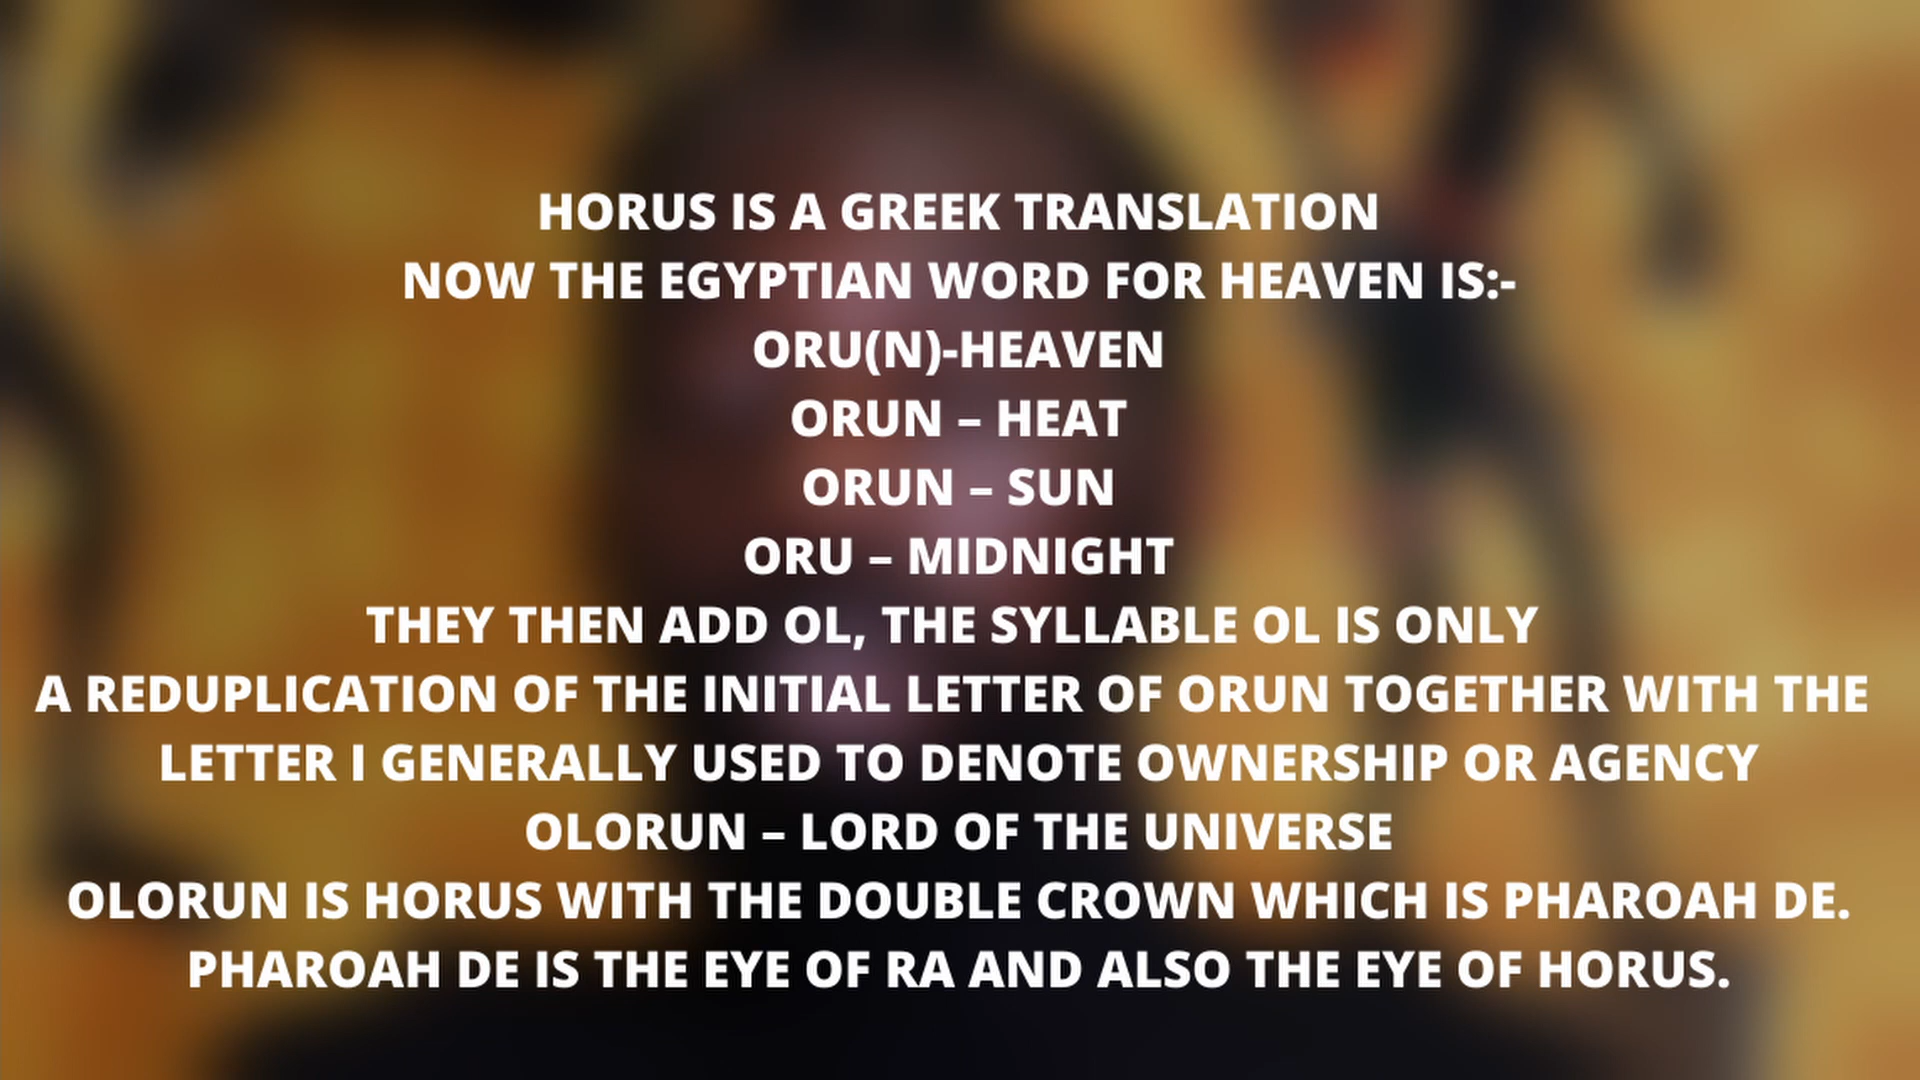 HORUS IS A GREEK TRANSLATION
NOW THE EGYPTIAN WORD FOR HEAVEN IS:-
ORU(N)-HEAVEN
ORUN – HEAT
ORUN – SUN
ORU – MIDNIGHT
THEY THEN ADD OL, THE SYLLABLE OL IS ONLY
A REDUPLICATION OF THE INITIAL LETTER OF ORUN TOGETHER WITH THE
LETTER I GENERALLY USED TO DENOTE OWNERSHIP OR AGENCY
OLORUN – LORD OF THE UNIVERSE
OLORUN IS HORUS WITH THE DOUBLE CROWN WHICH IS PHAROAH DE.
PHAROAH DE IS THE EYE OF RA AND ALSO THE EYE OF HORUS.